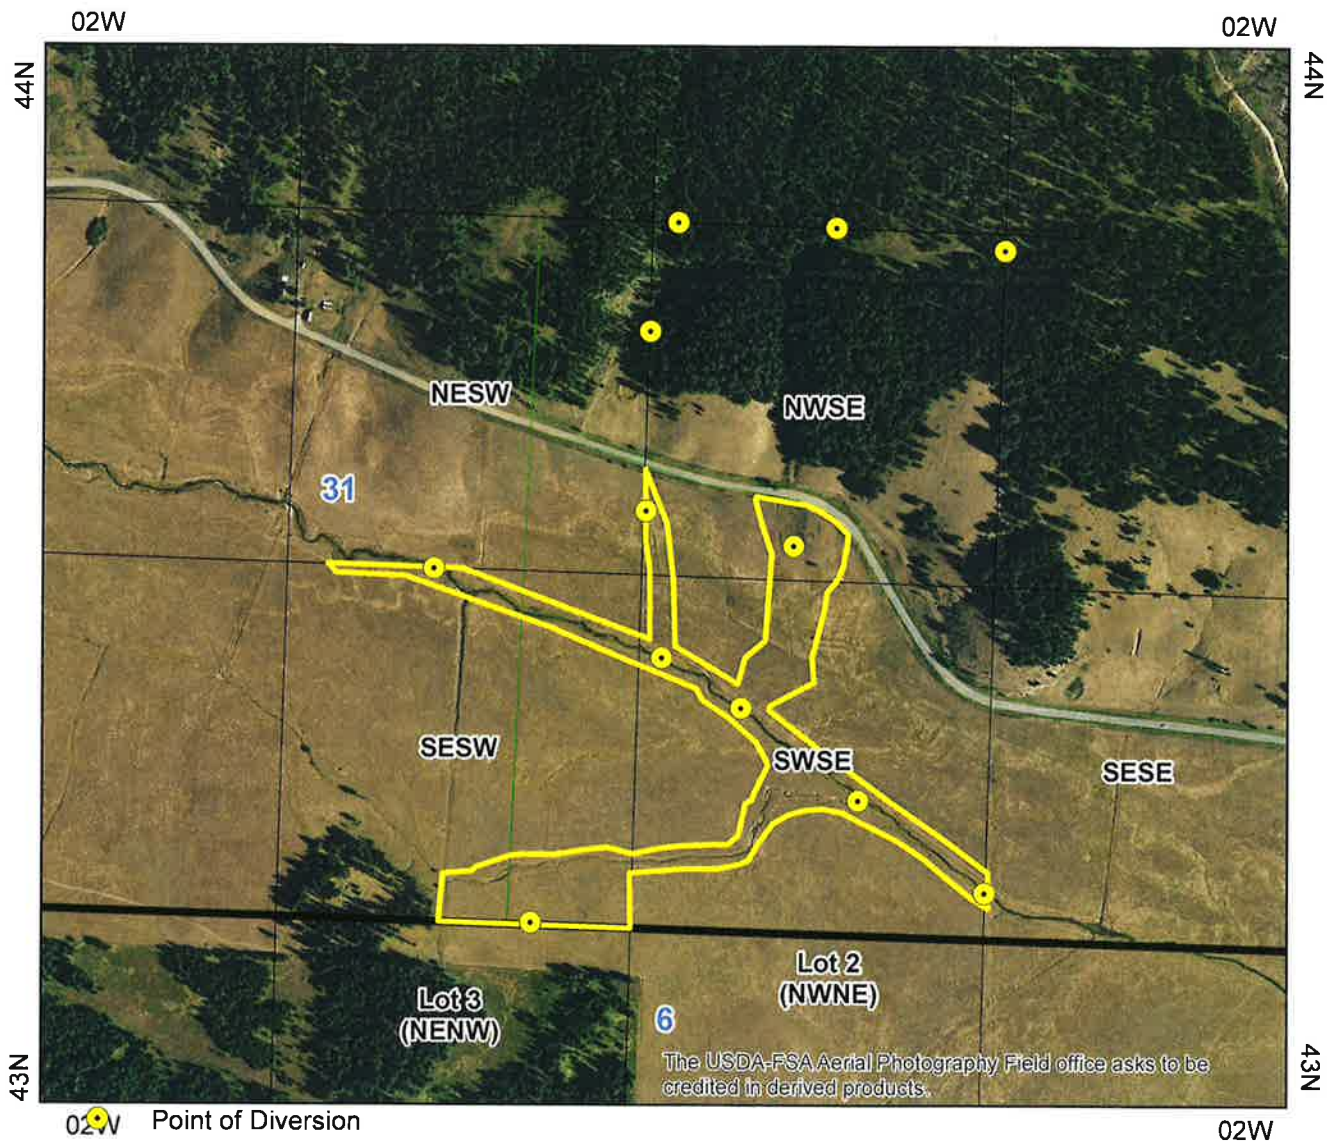 02W
02W
44N
44N
NESW
NWSE
31
SESW
SWSE
SESE
Lot 2
(NWNE)
Lot 3
(NENW)
6
The USDA-FSA Aerial Photography Field office asks to be
credited in derived products.
43N
43N
02W
Point of Diversion
02W